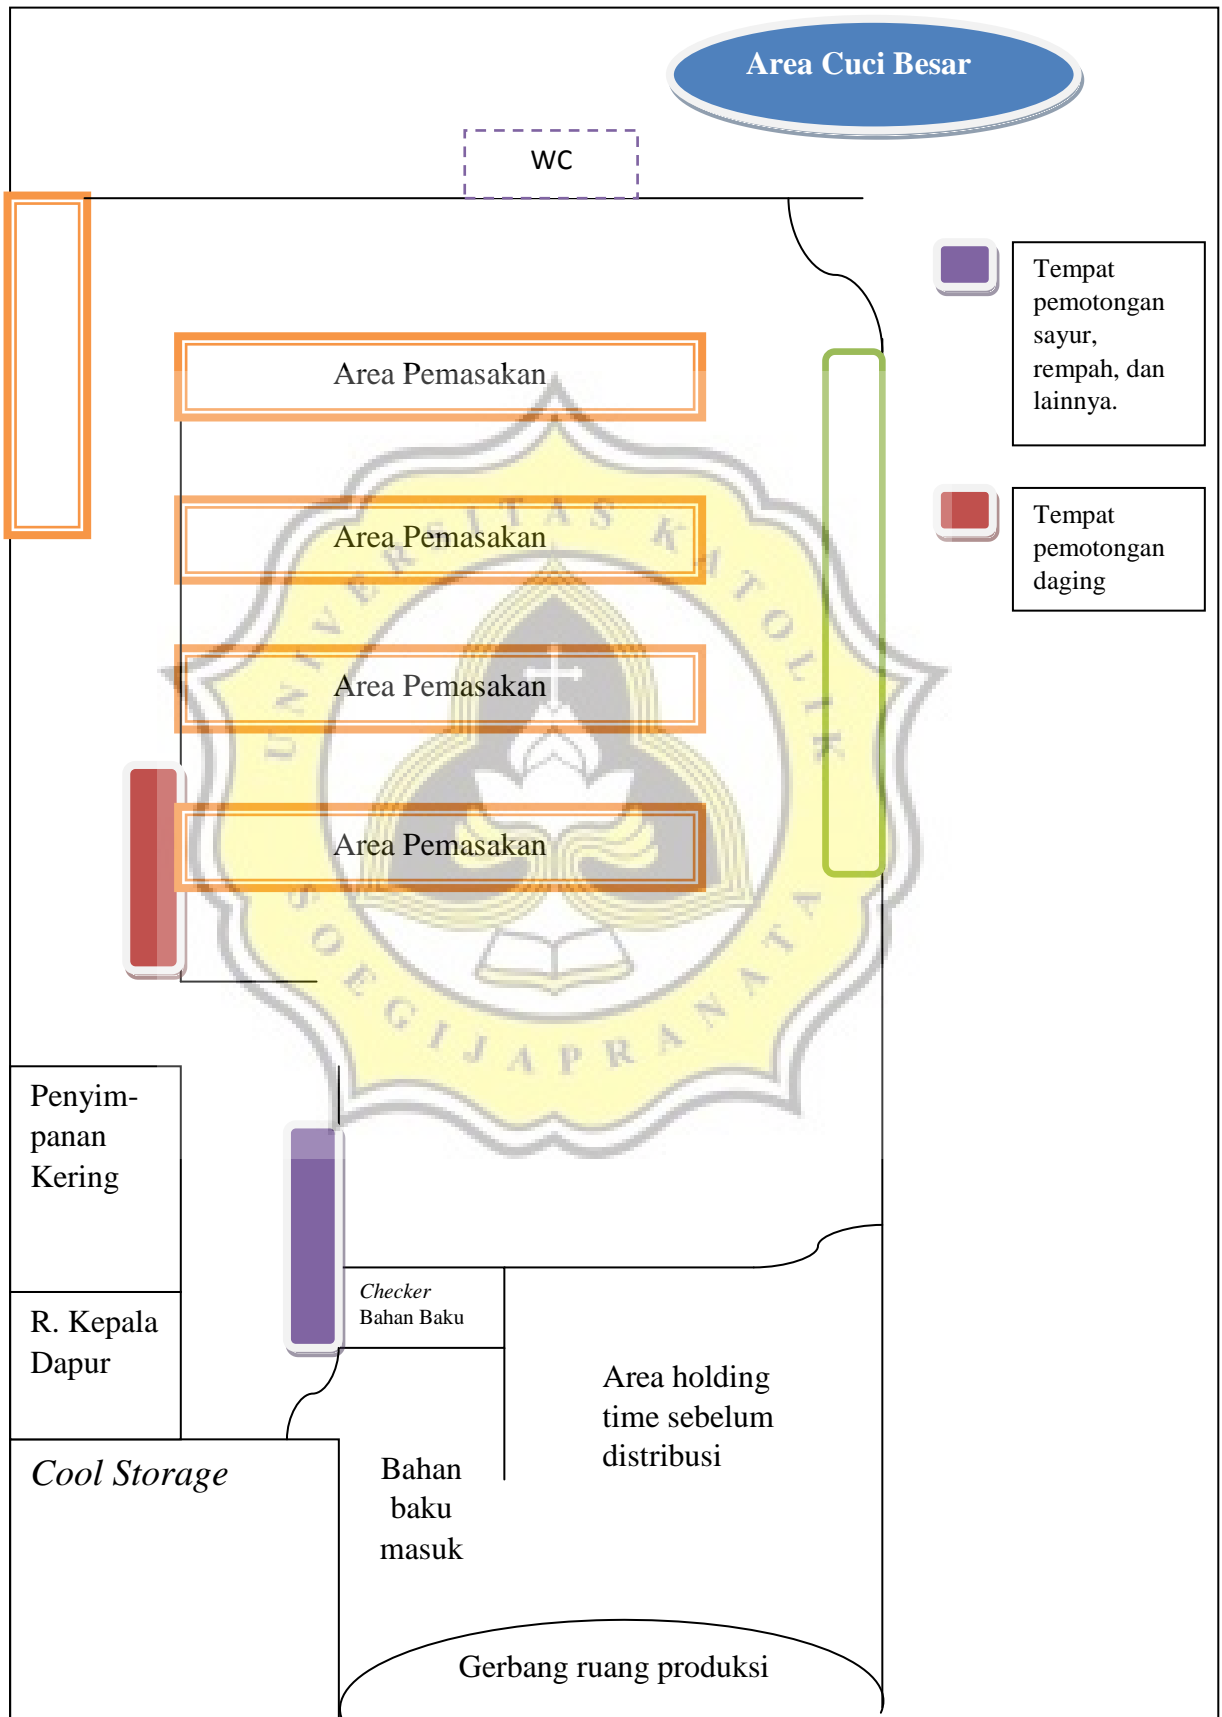 Area Cuci Besar
WC
Tempat
pemotongan
sayur,
rempah, dan
lainnya.
Area Pemasakan
Tempat
pemotongan
daging
Area Pemasakan
Area Pemasakan
Area Pemasakan
UNIVERSITAS KATOLIK
SOEGIJAPRANATA
Penyim-
panan
Kering
Checker
Bahan Baku
R. Kepala
Dapur
Area holding
time sebelum
distribusi
Cool Storage
Bahan
baku
masuk
Gerbang ruang produksi